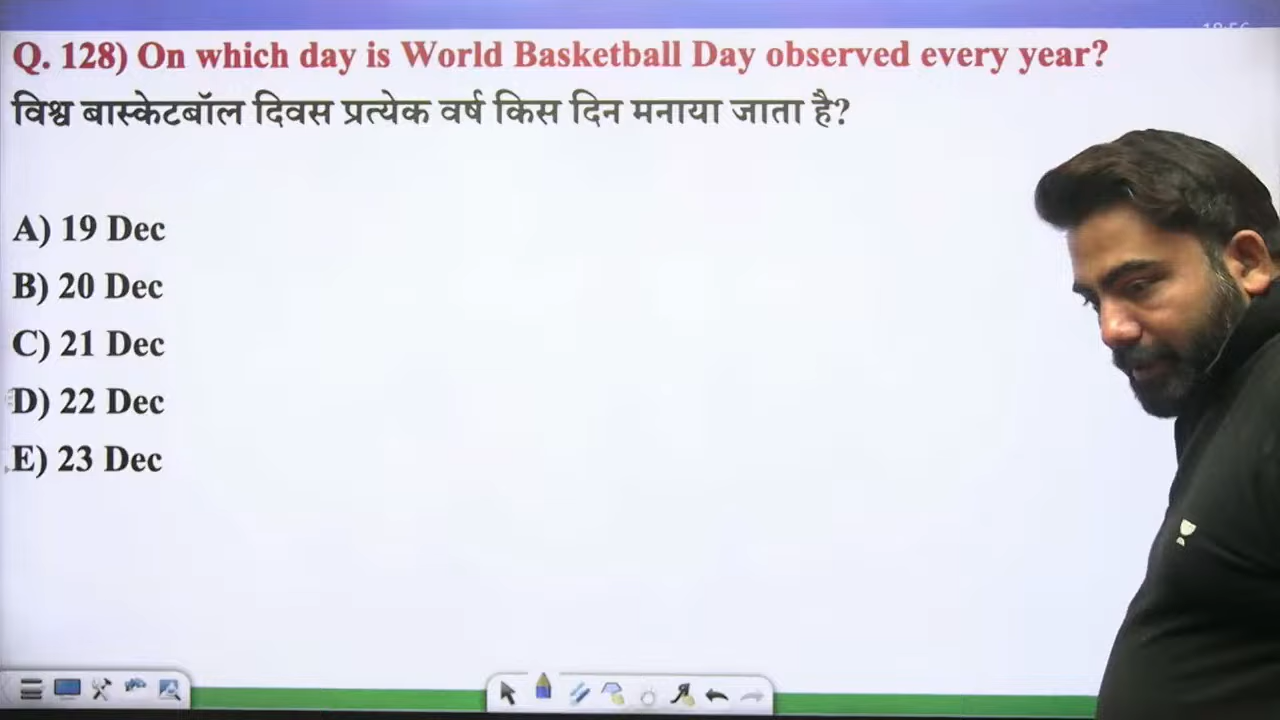 Q. 128) On which day is World Basketball Day observed every year?
विश्व बास्केटबॉल दिवस प्रत्येक वर्ष किस दिन मनाया जाता है?
A) 19 Dec
B) 20 Dec
C) 21 Dec
D) 22 Dec
E) 23 Dec